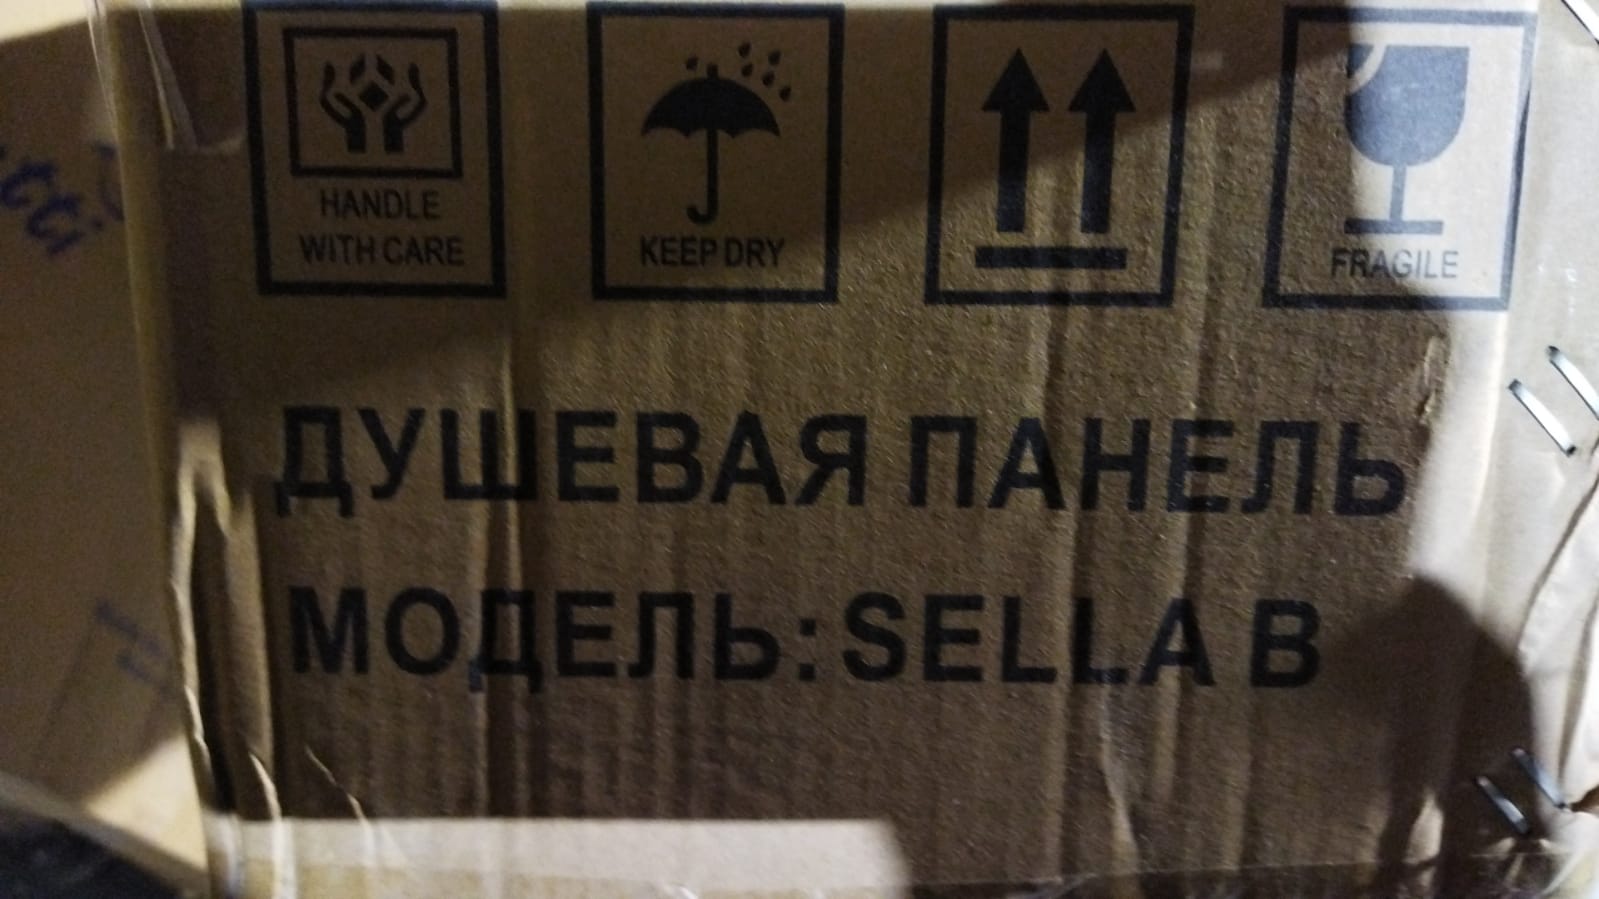 HANDLE
WITH CARE
KEEP DRY
FRAGILE
ДУШЕВАЯ ПАНЕЛЬ
МОДЕЛЬ: SELLA B